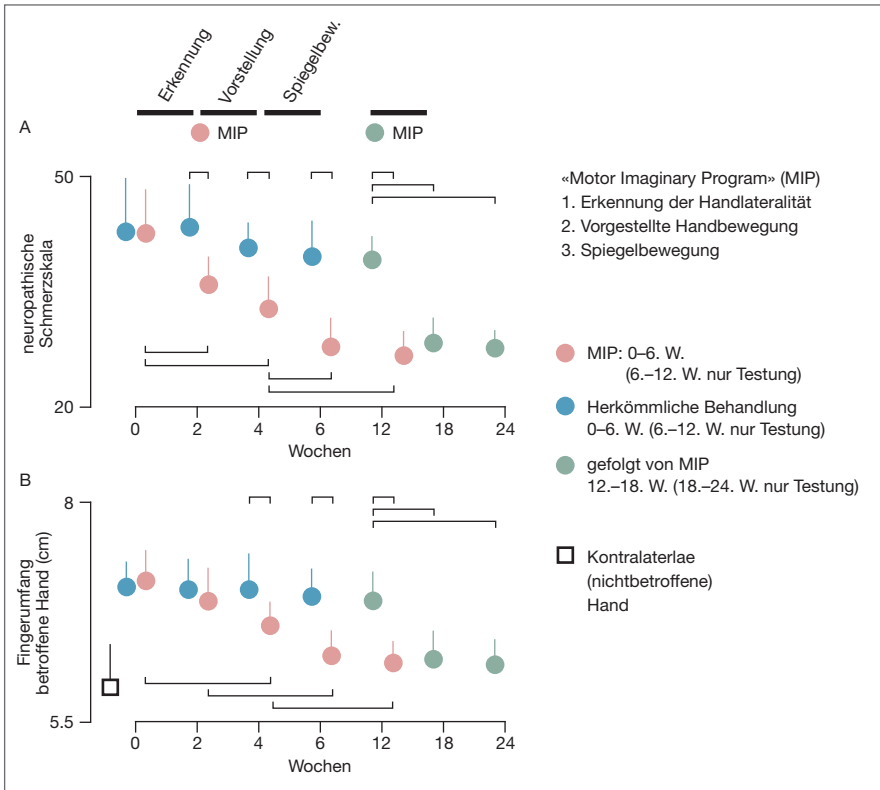 Erkennung
Vorstellung
Spiegelbew.
A
MIP
MIP
50
20
neuropathische
Schmerzskala
0 2 4 6 12 18 24
Wochen
«Motor Imaginary Program» (MIP)
1. Erkennung der Handlateralität
2. Vorgestellte Handbewegung
3. Spiegelbewegung
MIP: 0–6. W.
(6.–12. W. nur Testung)
Herkömmliche Behandlung
0–6. W. (6.–12. W. nur Testung)
gefolgt von MIP
12.–18. W. (18.–24. W. nur Testung)
Kontralaterlae
(nichtbetroffene)
Hand
B
8
5.5
Fingerumfang
betroffene Hand (cm)
0 2 4 6 12 18 24
Wochen